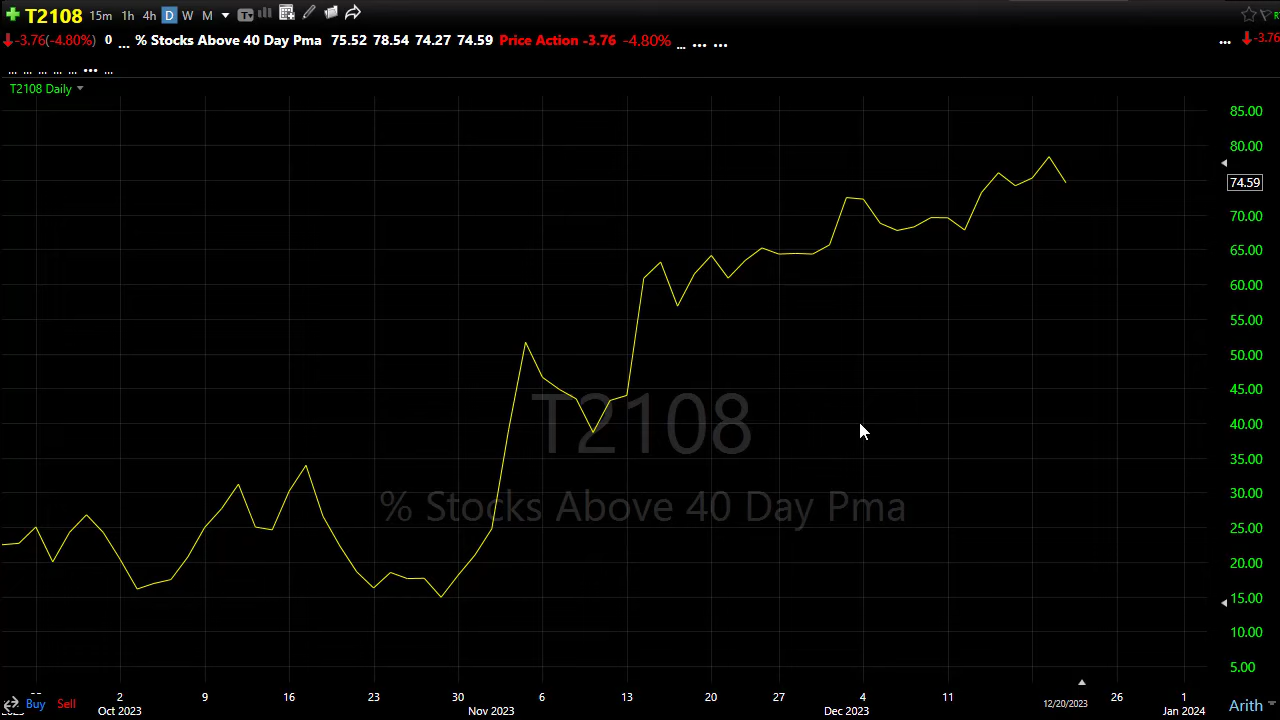 T2108 15m 1h 4h D W M
-3.76(-4.80%) 0 ... % Stocks Above 40 Day Pma 75.52 78.54 74.27 74.59 Price Action -3.76 -4.80% ... ... ... ... -3.76
... ... ... ... ... ... ...
T2108 Daily
85.00
80.00
74.59
70.00
65.00
60.00
55.00
50.00
45.00
40.00
35.00
30.00
25.00
20.00
15.00
10.00
5.00
T2108
% Stocks Above 40 Day Pma
2 9 16 23 30 6 13 20 27 4 11 26 1
Buy Sell 12/20/2023 Arith
Oct 2023 Nov 2023 Dec 2023 Jan 2024